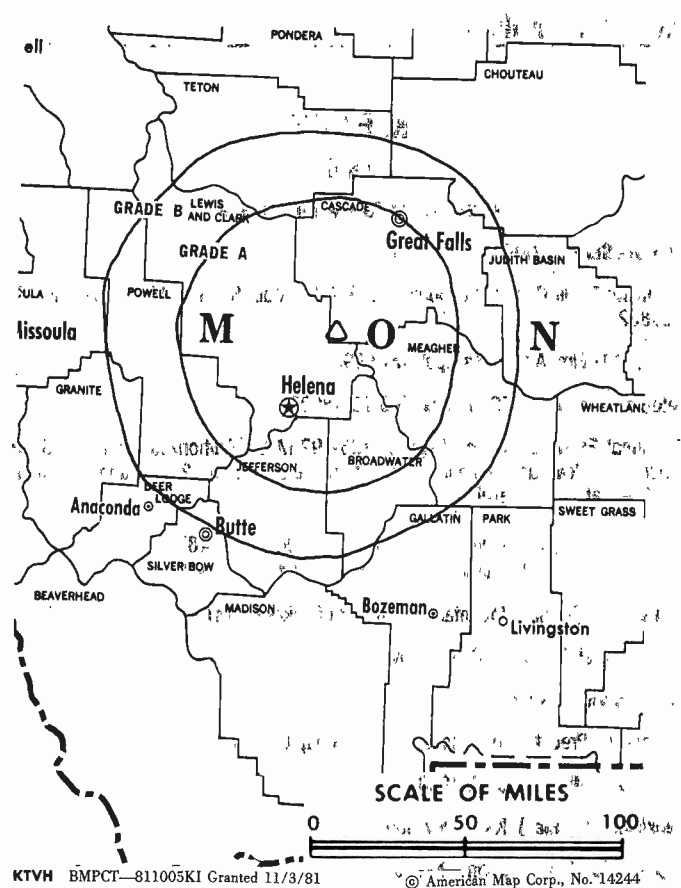 PONDERA
ell
CHOUTEAU
TETON
GRADE B
LEWIS
AND CLARK
CASCADE
Great Falls
GRADE A
JUDITH BASIN
CULA
POWELL
Missoula
M O N
MEAGHER
A
GRANITE
Helena
WHEATLAND
JEFFERSON
BROADWATER
DEER
LODGE
Anaconda
GALLATIN
PARK
SWEET GRASS
Butte
SILVER BOW
BEAVERHEAD
MADISON
Bozeman
Livingston
SCALE OF MILES
0 50 100
KTVH BMPCT—811005KI Granted 11/3/81
© American Map Corp., No. 14244